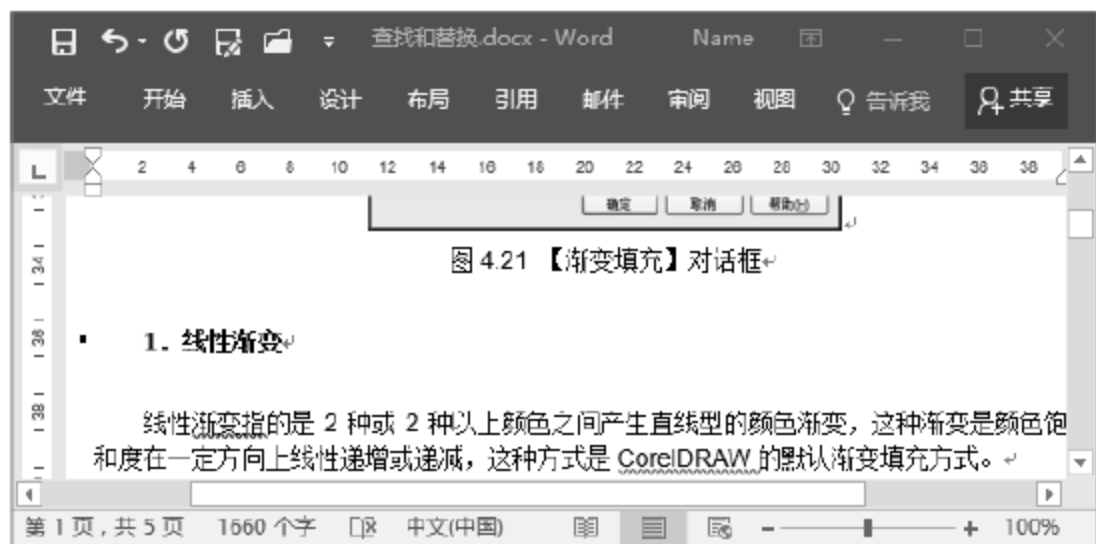 查找和替换.docx - Word Name
文件 开始 插入 设计 布局 引用 邮件 审阅 视图 告诉我 共享
L 2 4 6 8 10 12 14 16 18 20 22 24 26 28 30 32 34 36 38
确定 取消 帮助(H)
图 4.21 【渐变填充】对话框
34
36
1. 线性渐变
38
线性渐变指的是 2 种或 2 种以上颜色之间产生直线型的颜色渐变，这种渐变是颜色饱
和度在一定方向上线性递增或递减，这种方式是 CorelDRAW 的默认渐变填充方式。
第 1 页，共 5 页 1660 个字 中文(中国) 100%